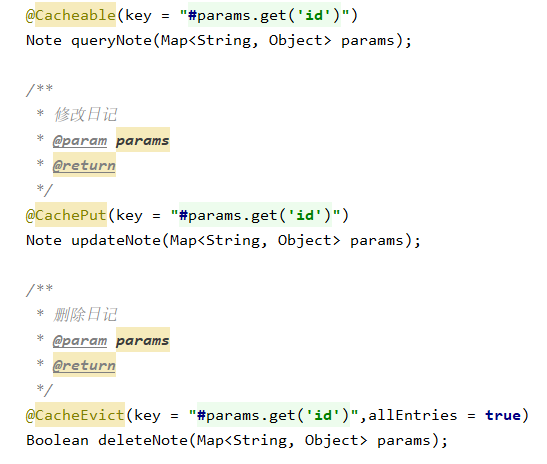 @Cacheable(key = "#params.get('id')")
Note queryNote(Map<String, Object> params);
/**
* 修改日记
* @param params
* @return
*/
@CachePut(key = "#params.get('id')")
Note updateNote(Map<String, Object> params);
/**
* 删除日记
* @param params
* @return
*/
@CacheEvict(key = "#params.get('id')",allEntries = true)
Boolean deleteNote(Map<String, Object> params);